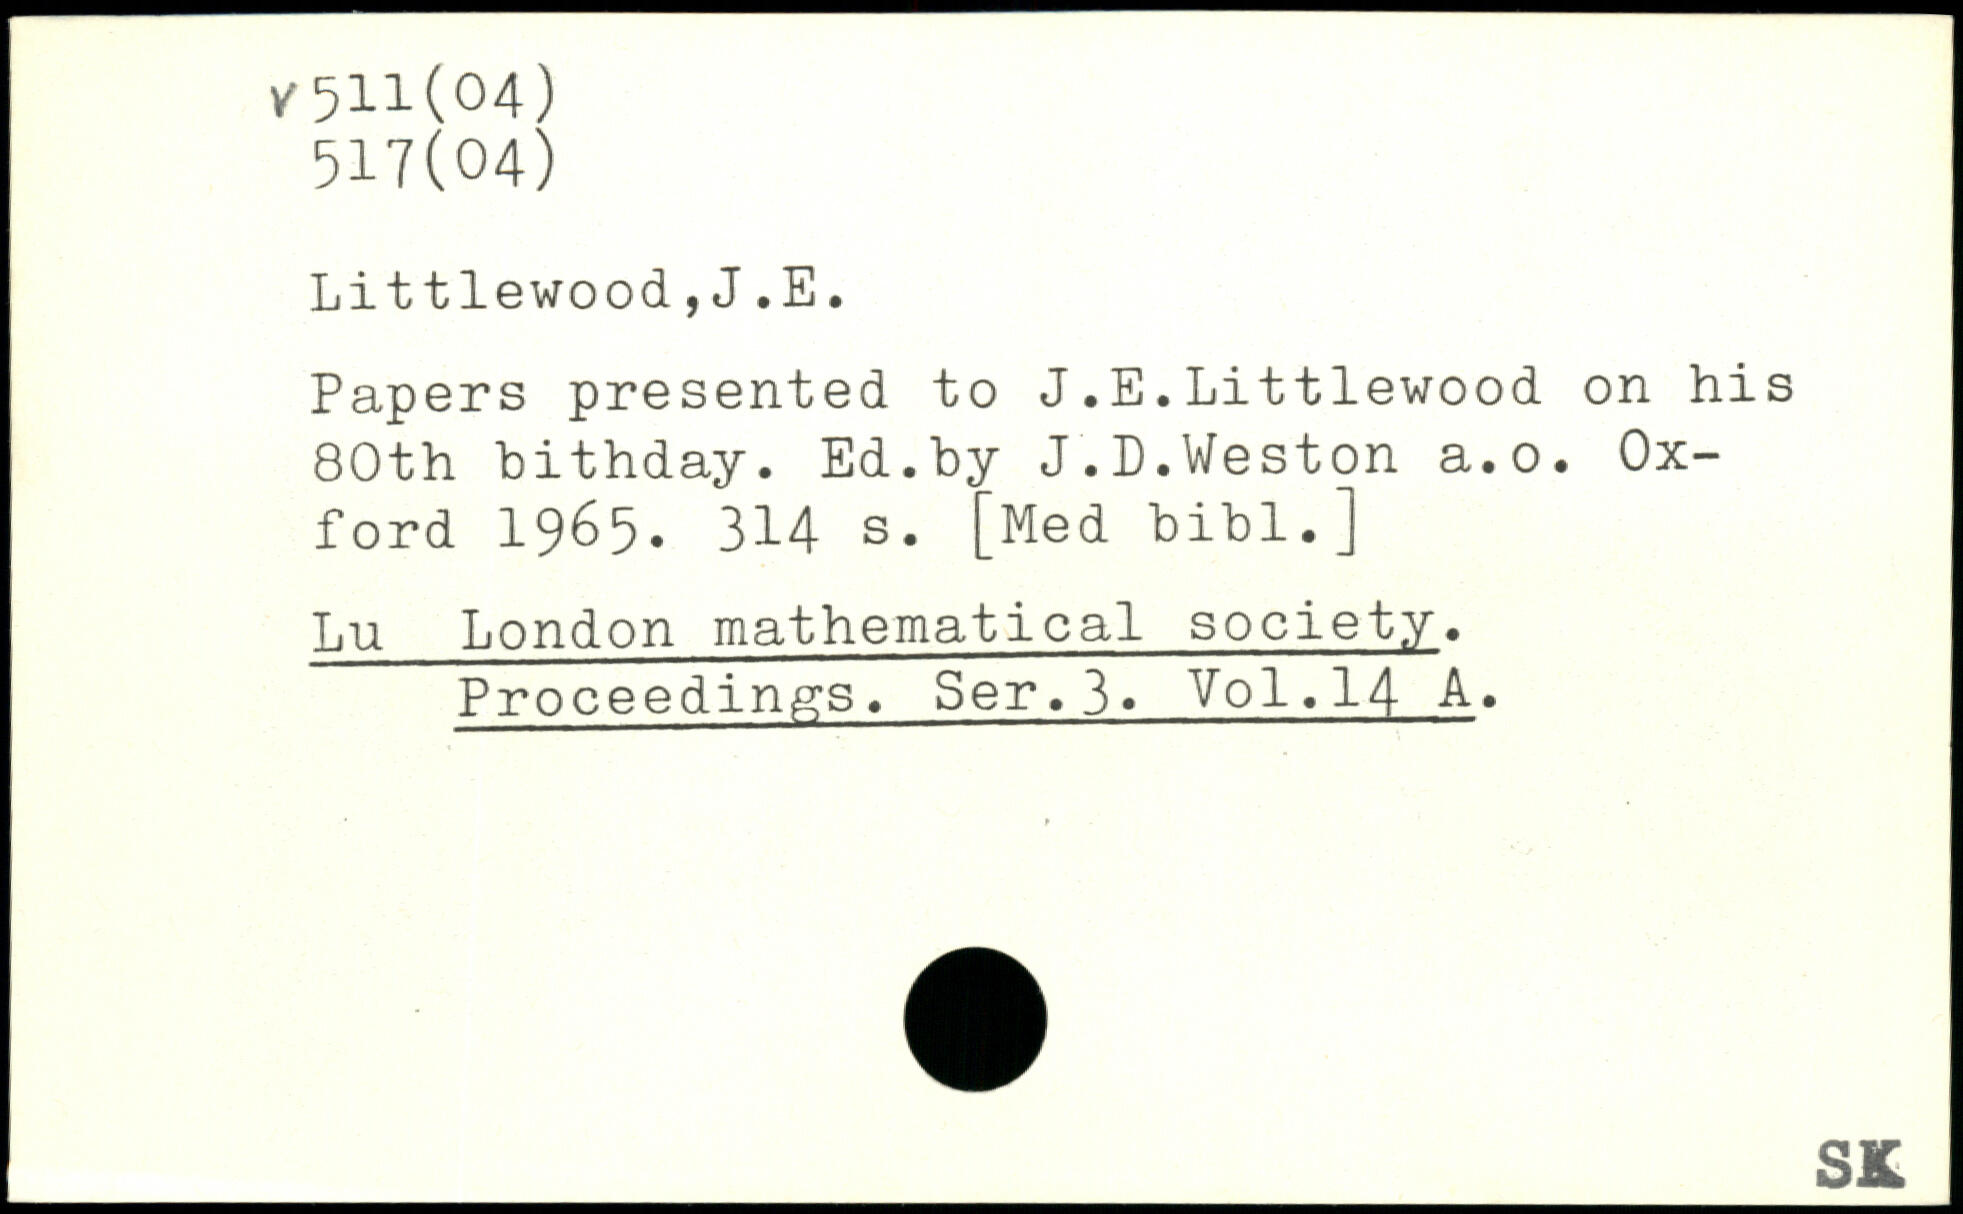 v 511(04)
517(04)
Littlewood,J.E.
Papers presented to J.E.Littlewood on his
80th bithday. Ed.by J.D.Weston a.o. Ox-
ford 1965. 314 s. [Med bibl.]
Lu London mathematical society.
Proceedings. Ser.3. Vol.14 A.
SK